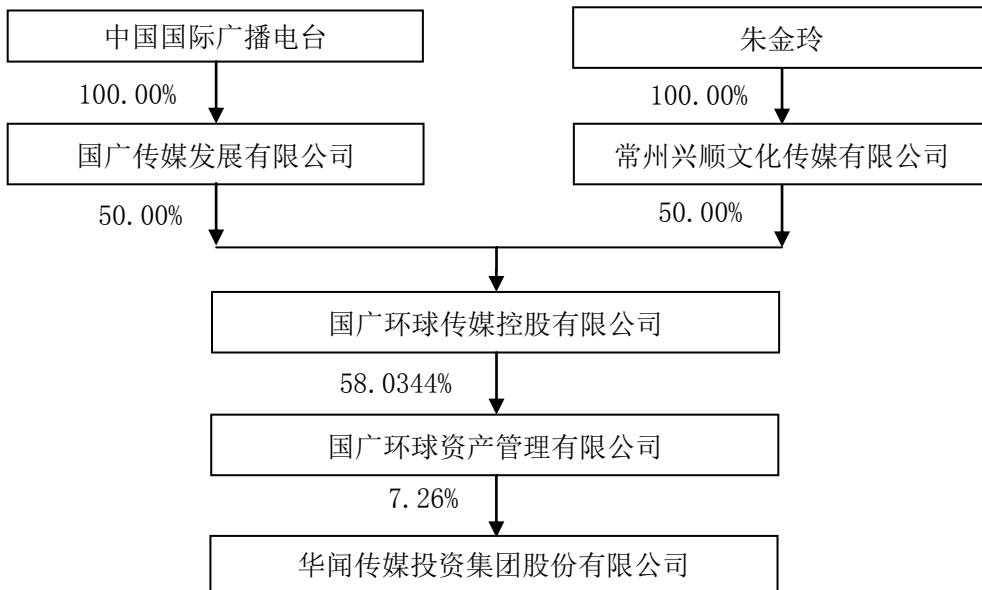 中国国际广播电台
朱金玲
100.00%
100.00%
国广传媒发展有限公司
常州兴顺文化传媒有限公司
50.00%
50.00%
国广环球传媒控股有限公司
58.0344%
国广环球资产管理有限公司
7.26%
华闻传媒投资集团股份有限公司